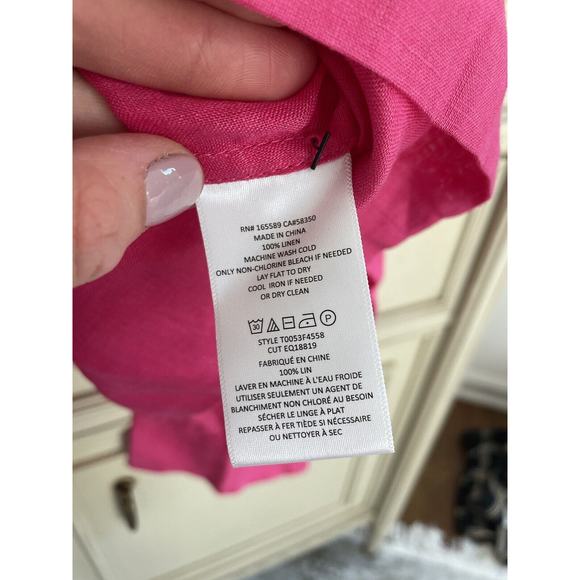 RN# 165589 CA#58350
MADE IN CHINA
100% LINEN
MACHINE WASH COLD
ONLY NON-CHLORINE BLEACH IF NEEDED
LAY FLAT TO DRY
COOL IRON IF NEEDED
OR DRY CLEAN
30 P
STYLE T0053F4558
CUT EQ18819
FABRIQUÉ EN CHINE
100% LIN
LAVER EN MACHINE À L'EAU FROIDE
UTILISER SEULEMENT UN AGENT DE
BLANCHIMENT NON CHLORÉ AU BESOIN
SÉCHER LE LINGE À PLAT
REPASSER À FER TIÈDE SI NÉCESSAIRE
OU NETTOYER À SEC